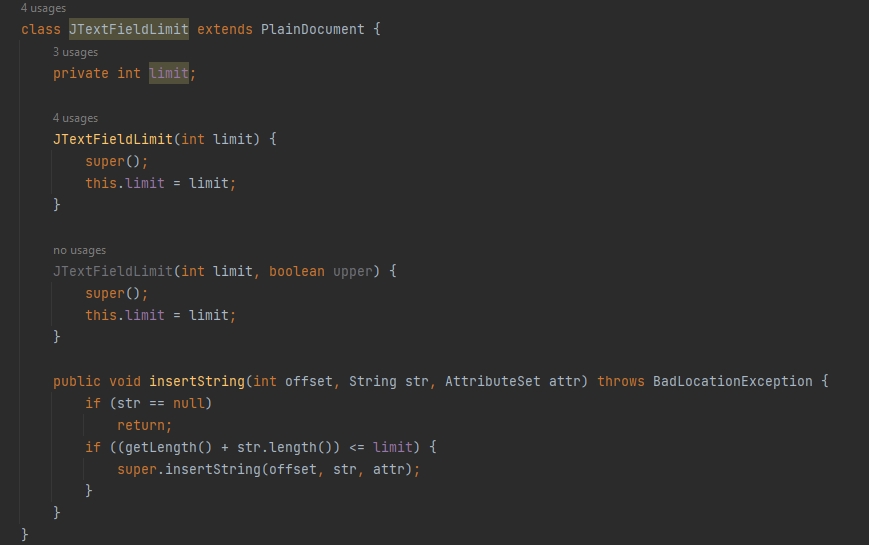 4 usages
class JTextFieldLimit extends PlainDocument {
3 usages
private int limit;
4 usages
JTextFieldLimit(int limit) {
super();
this.limit = limit;
}
no usages
JTextFieldLimit(int limit, boolean upper) {
super();
this.limit = limit;
}
public void insertString(int offset, String str, AttributeSet attr) throws BadLocationException {
if (str == null)
return;
if ((getLength() + str.length()) <= limit) {
super.insertString(offset, str, attr);
}
}
}